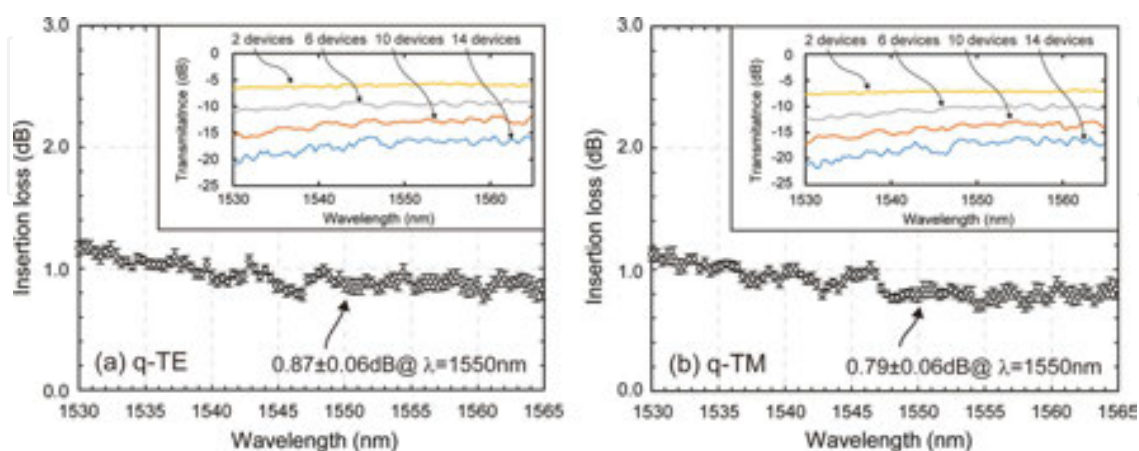 3.0
2.0
1.0
0.0
Insertion loss (dB)
1530 1535 1540 1545 1550 1555 1560 1565
Wavelength (nm)
2 devices 6 devices 10 devices 14 devices
0
-5
-10
-15
-20
-25
Transmitatrice (dB)
1530 1540 1550 1560
Wavelength (nm)
(a) q-TE
0.87±0.06dB@ λ=1550nm
3.0
2.0
1.0
0.0
Insertion loss (dB)
1530 1535 1540 1545 1550 1555 1560 1565
Wavelength (nm)
2 devices 6 devices 10 devices 14 devices
0
-5
-10
-15
-20
-25
Transmitatrice (dB)
1530 1540 1550 1560
Wavelength (nm)
(b) q-TM
0.79±0.06dB@ λ=1550nm